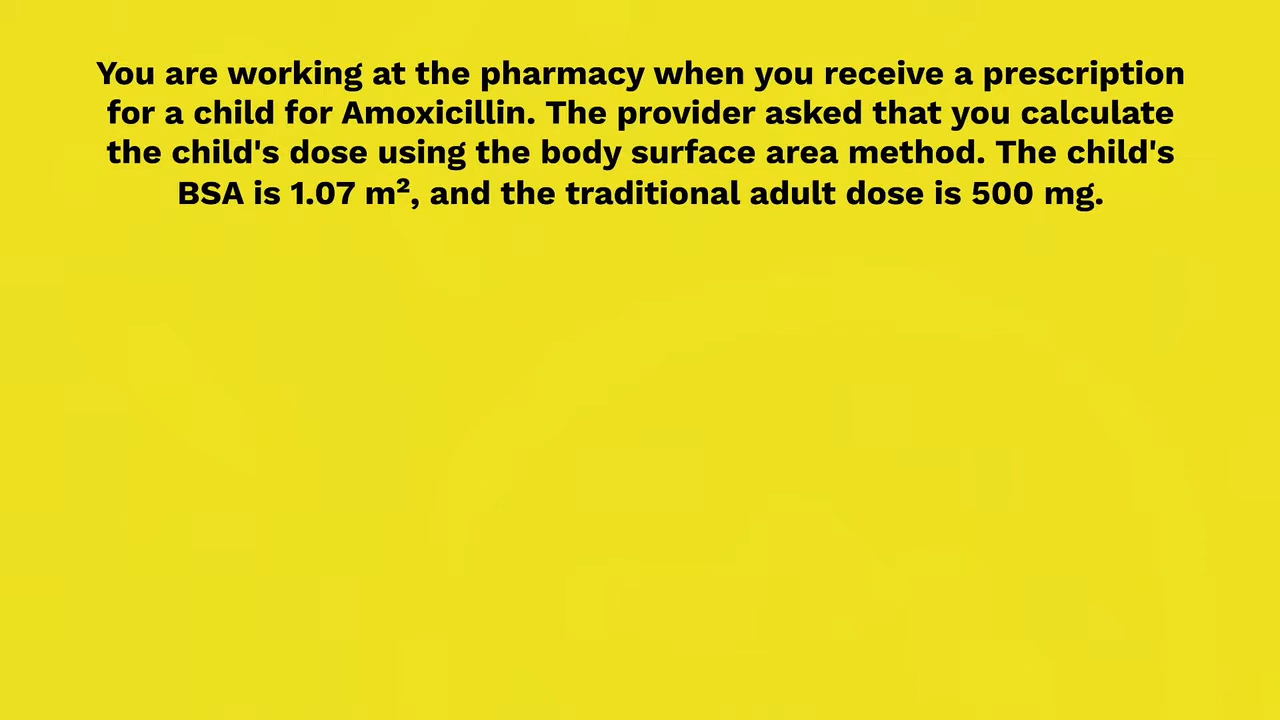 You are working at the pharmacy when you receive a prescription
for a child for Amoxicillin. The provider asked that you calculate
the child's dose using the body surface area method. The child's
BSA is 1.07 m², and the traditional adult dose is 500 mg.